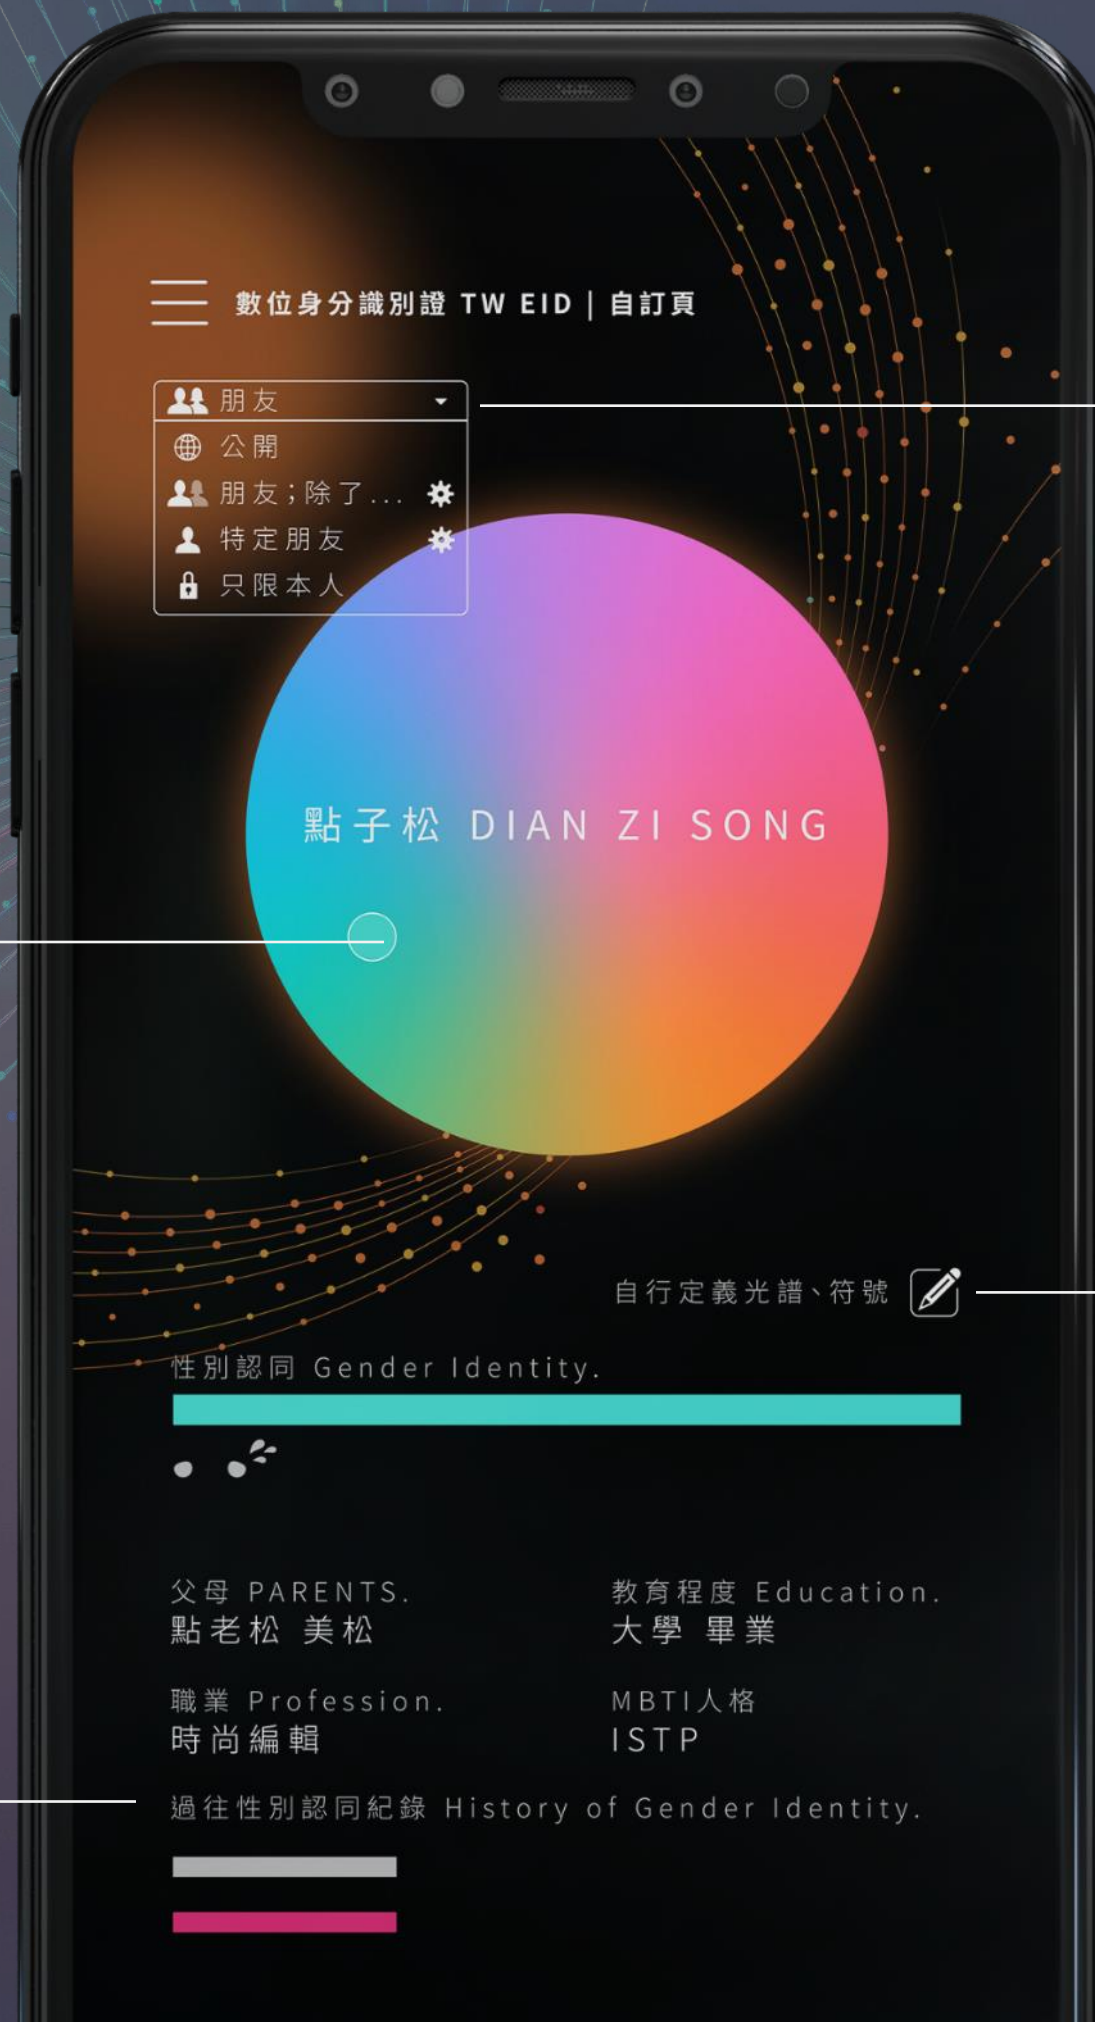 數位身分識別證 TW EID | 自訂頁
朋友
公開
朋友;除了...
特定朋友
只限本人
點子松 DIAN ZI SONG
自行定義光譜、符號
性別認同 Gender Identity.
父母 PARENTS.
點老松 美松
教育程度 Education.
大學 畢業
職業 Profession.
時尚編輯
MBTI人格
ISTP
過往性別認同紀錄 History of Gender Identity.